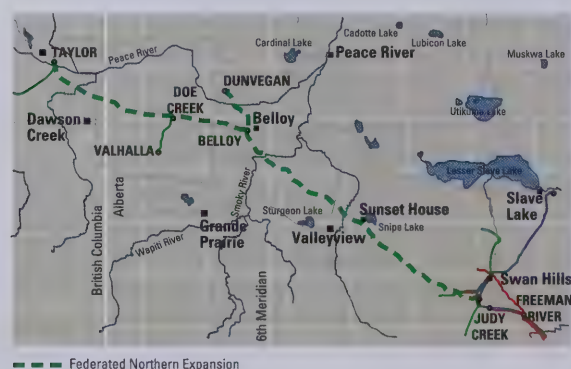 TAYLOR
Peace River
Cardinal Lake
Cadotte Lake
Lubicon Lake
Peace River
Muskwa Lake
DUNVEGAN
DOE
CREEK
Utikuma Lake
Dawson
Creek
Belloy
BELLOY
VALHALLA
Lesser Slave Lake
Slave
Lake
British Columbia
Alberta
Smoky River
Sturgeon Lake
Sunset House
Snipe Lake
Grande
Prairie
Valleyview
Wapiti River
6th Meridian
Swan Hills
FREEMAN
RIVER
JUDY
CREEK
Federated Northern Expansion